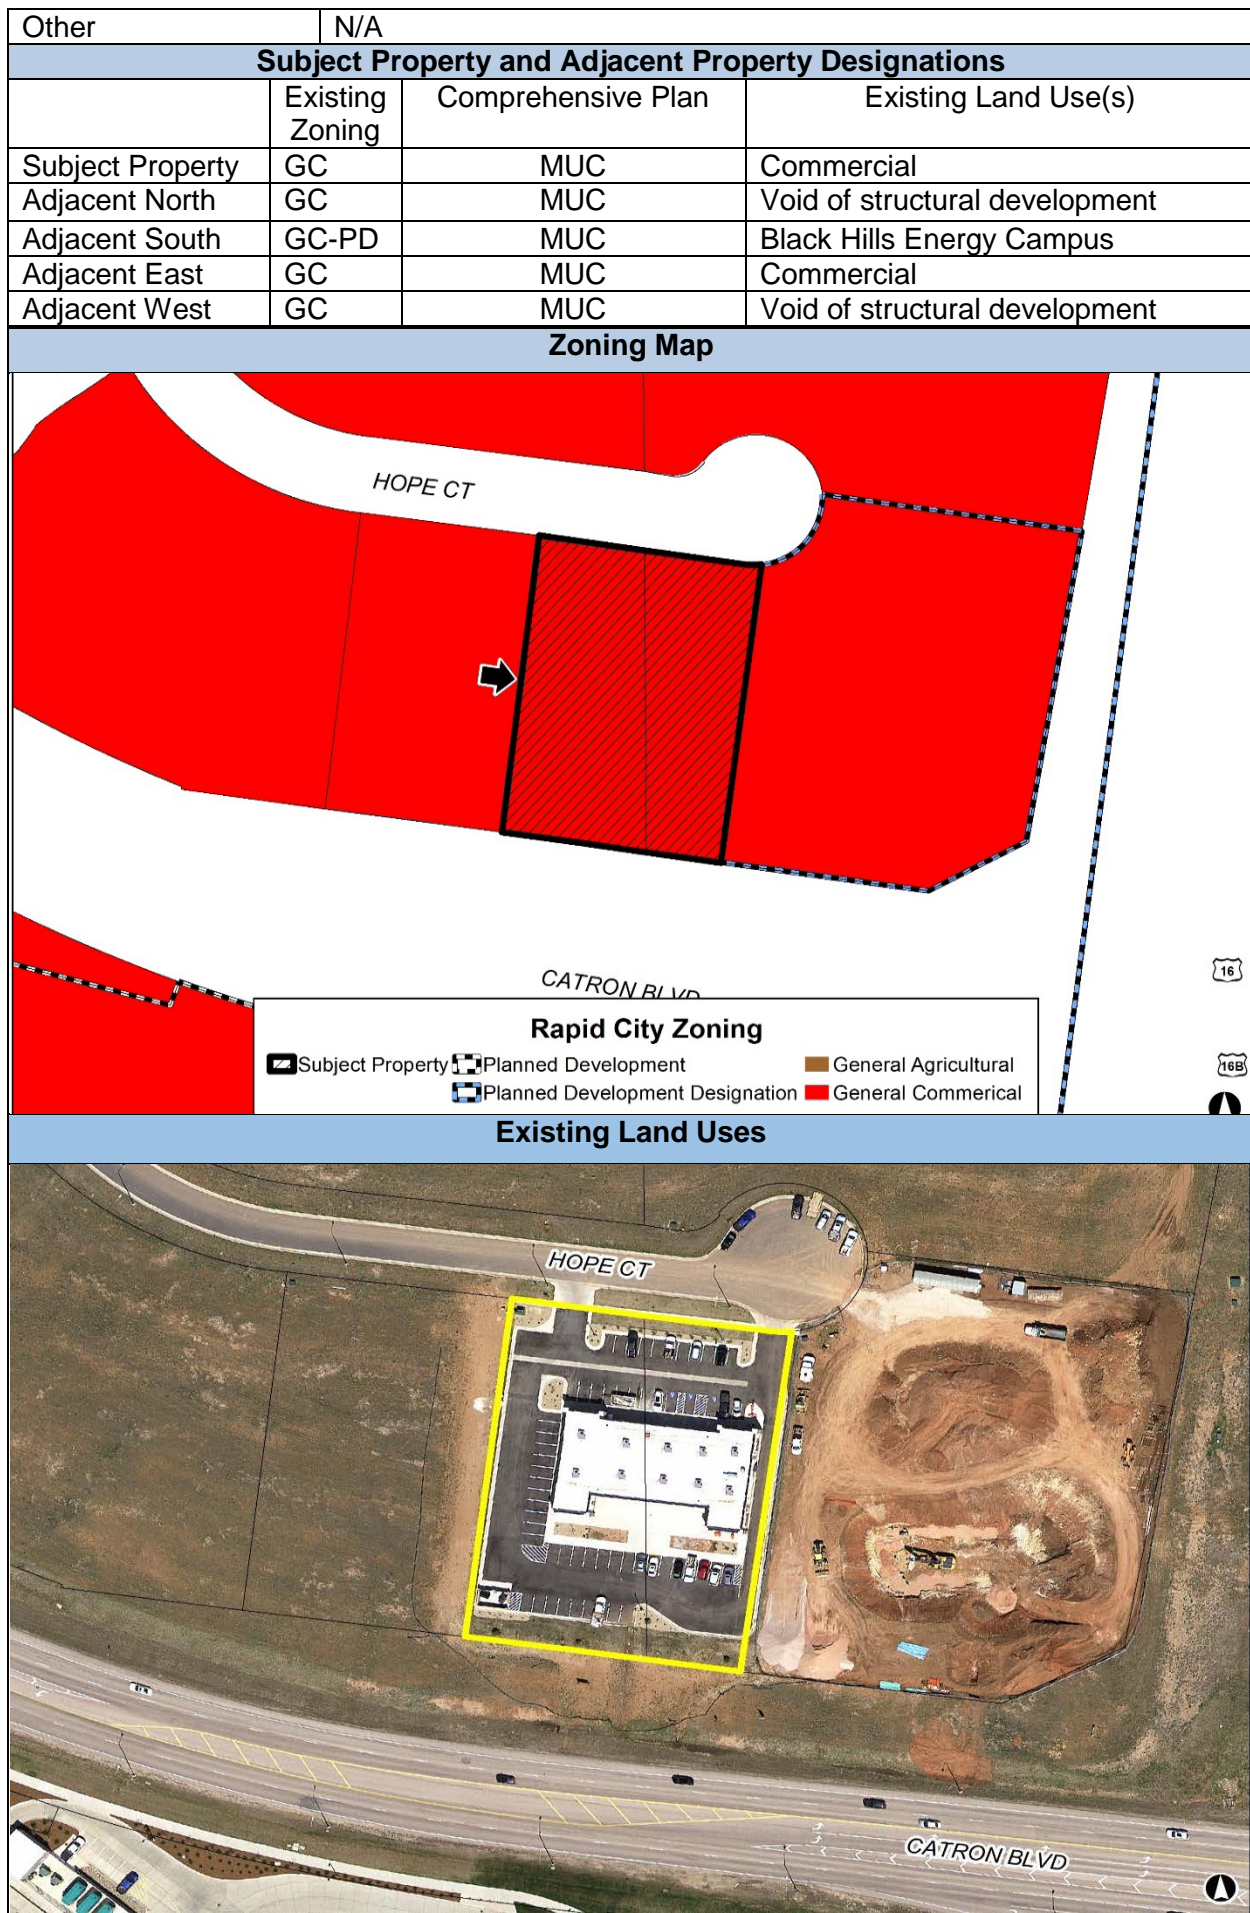 Other N/A
Subject Property and Adjacent Property Designations
Existing Zoning Comprehensive Plan Existing Land Use(s)
Subject Property GC MUC Commercial
Adjacent North GC MUC Void of structural development
Adjacent South GC-PD MUC Black Hills Energy Campus
Adjacent East GC MUC Commercial
Adjacent West GC MUC Void of structural development
Zoning Map
HOPE CT
CATRON BLVD
16
Rapid City Zoning
Subject Property Planned Development General Agricultural
Planned Development Designation General Commerical
16B
Existing Land Uses
HOPE CT
CATRON BLVD